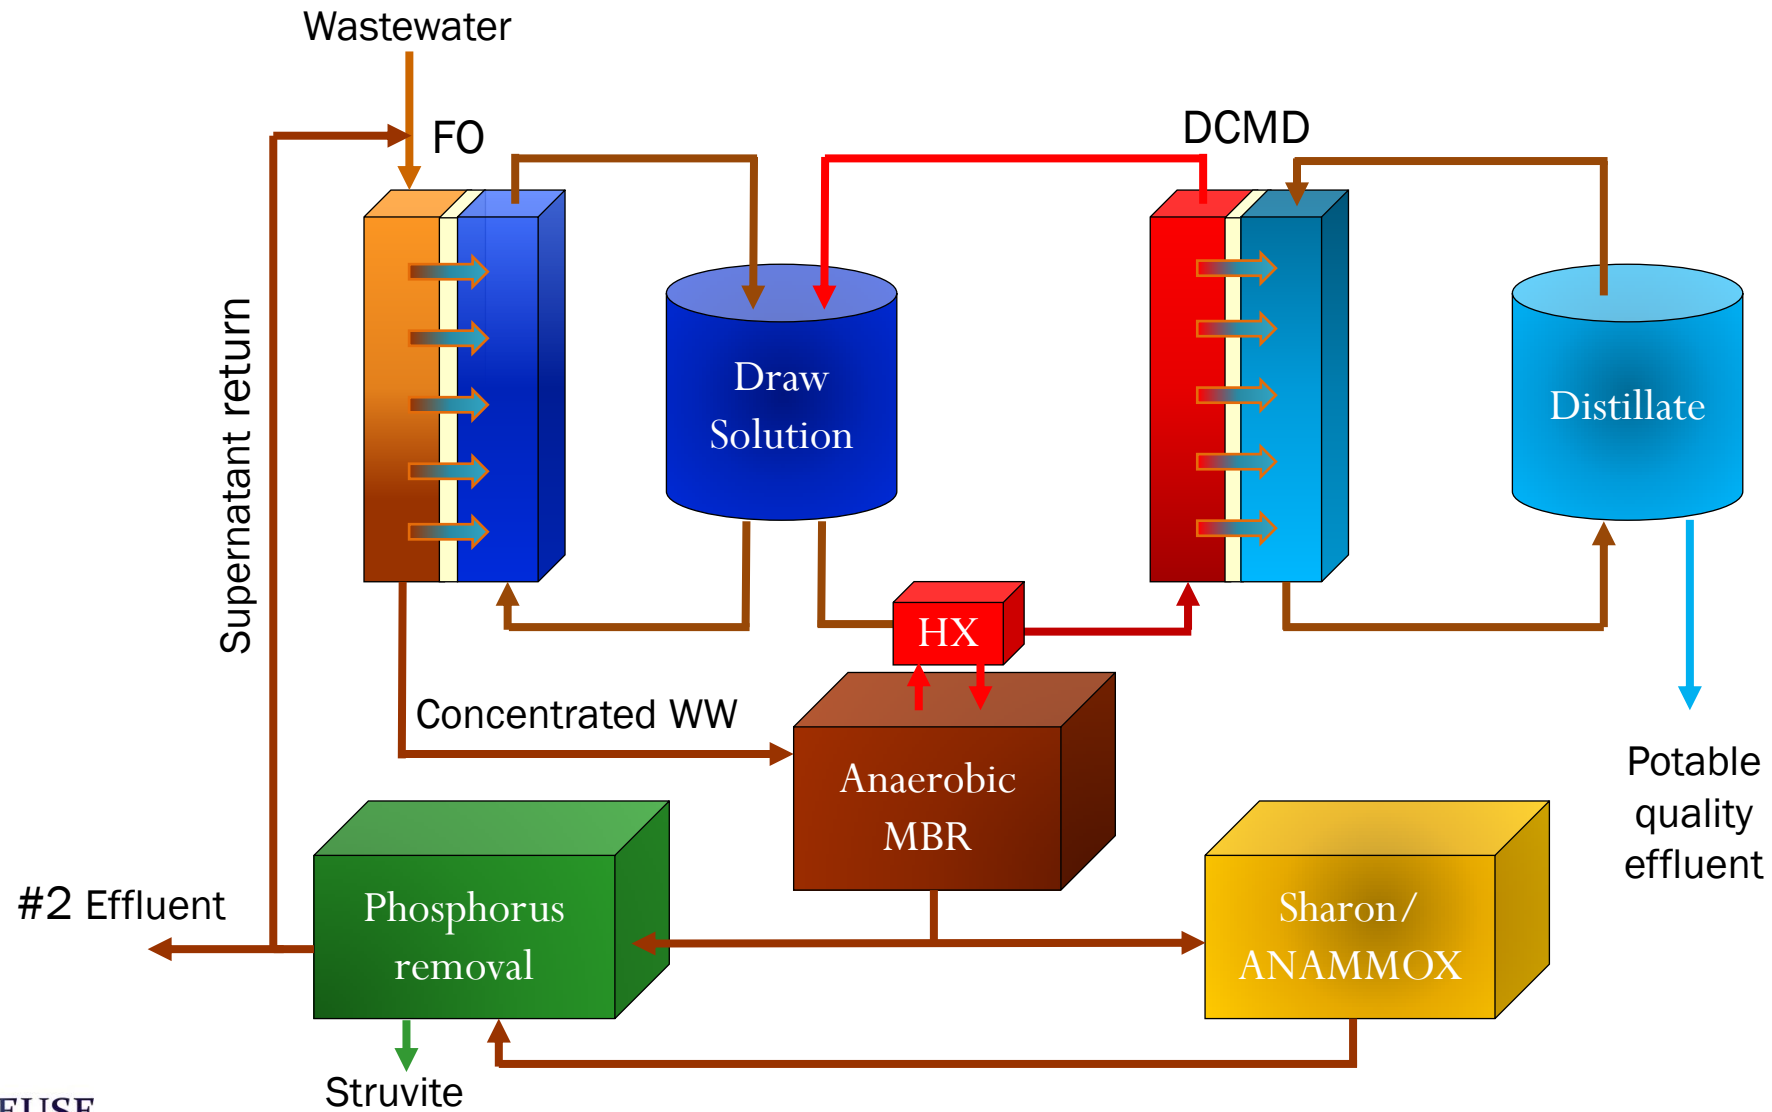 Wastewater
FO
DCMD
Supernatant return
Draw
Solution
Distillate
HX
Concentrated WW
Anaerobic
MBR
Potable
quality
effluent
#2 Effluent
Phosphorus
removal
Sharon/
ANAMMOX
Struvite